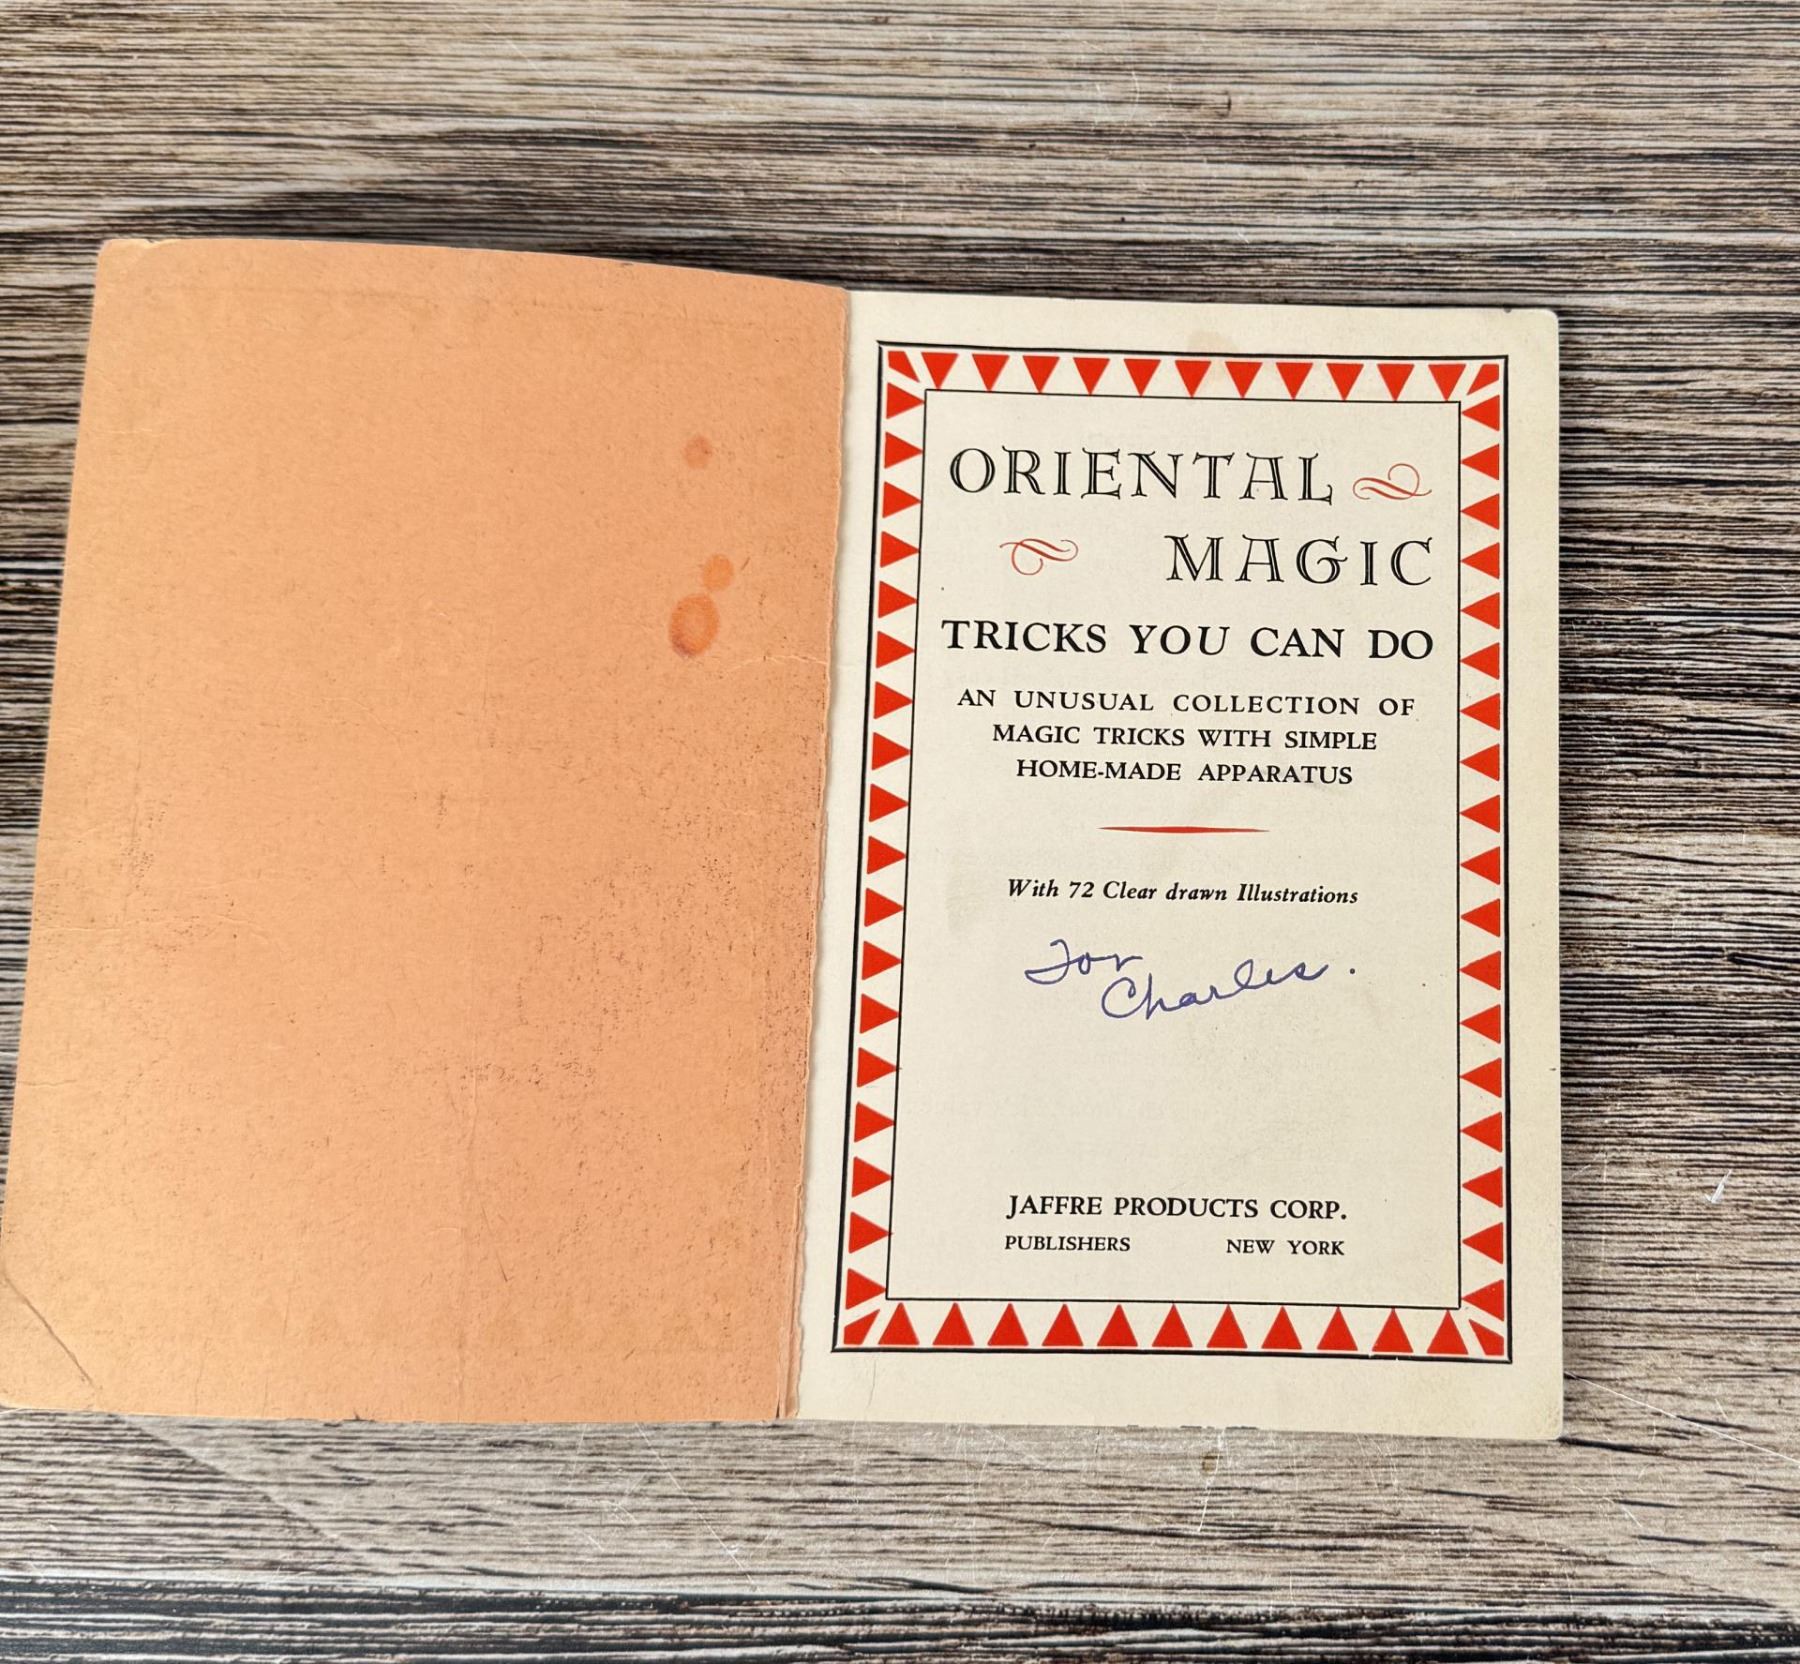 ORIENTAL
MAGIC
TRICKS YOU CAN DO
AN UNUSUAL COLLECTION OF
MAGIC TRICKS WITH SIMPLE
HOME-MADE APPARATUS
With 72 Clear drawn Illustrations
For
Charles.
JAFFRE PRODUCTS CORP.
PUBLISHERS NEW YORK